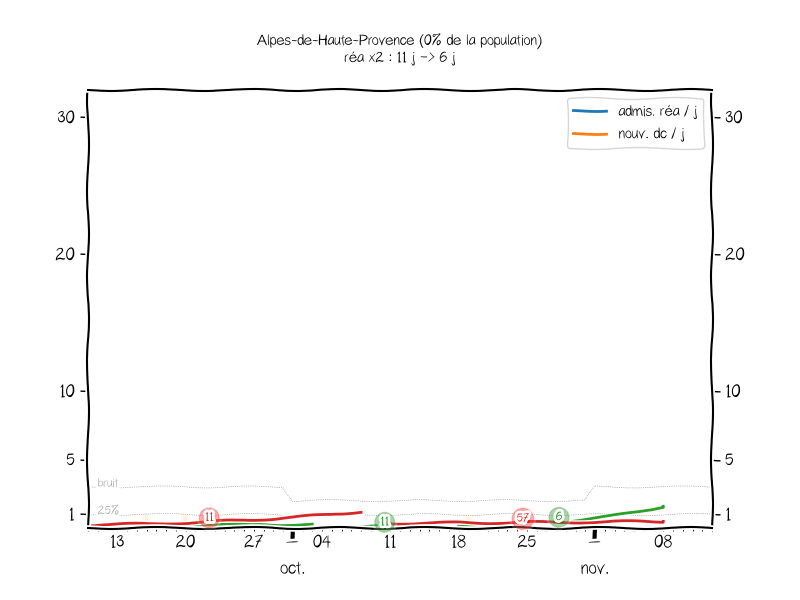 Alpes-de-Haute-Provence (0% de la population)
réa x2 : 11 j -> 6 j
admis. réa / j
nouv. dc / j
30 30
20 20
10 10
5 5
bruit
25%
1 1
11 11 57 6
13 20 27 04 11 18 25 08
oct. nov.